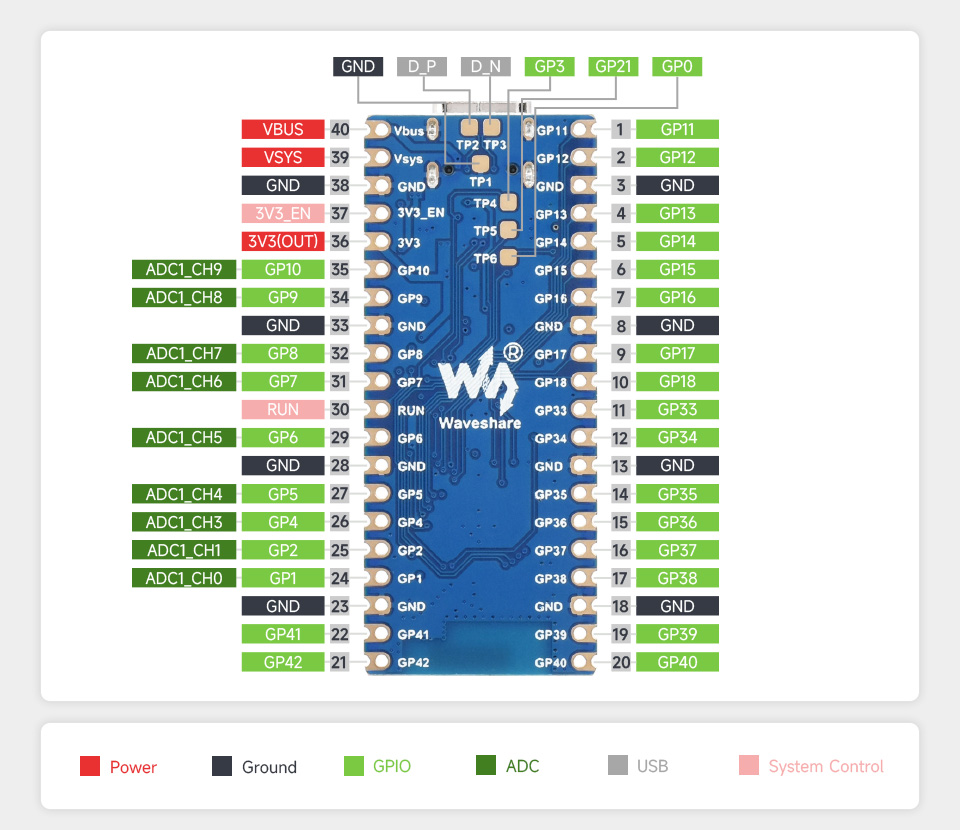 GND D_P D_N GP3 GP21 GP0
VBUS 40 Vbus TP2 TP3 GP11 1 GP11
VSYS 39 Vsys GP12 2 GP12
TP1
GND 38 GND GND 3 GND
3V3_EN 37 3V3_EN TP4 GP13 4 GP13
3V3(OUT) 36 3V3 TP5 GP14 5 GP14
TP6
ADC1_CH9 GP10 35 GP10 GP15 6 GP15
ADC1_CH8 GP9 34 GP9 GP16 7 GP16
GND 33 GND GND 8 GND
ADC1_CH7 GP8 32 GP8 ® GP17 9 GP17
ADC1_CH6 GP7 31 GP7 GP18 10 GP18
RUN 30 RUN Waveshare GP33 11 GP33
ADC1_CH5 GP6 29 GP6 GP34 12 GP34
GND 28 GND GND 13 GND
ADC1_CH4 GP5 27 GP5 GP35 14 GP35
ADC1_CH3 GP4 26 GP4 GP36 15 GP36
ADC1_CH1 GP2 25 GP2 GP37 16 GP37
ADC1_CH0 GP1 24 GP1 GP38 17 GP38
GND 23 GND GND 18 GND
GP41 22 GP41 GP39 19 GP39
GP42 21 GP42 GP40 20 GP40
Power Ground GPIO ADC USB System Control